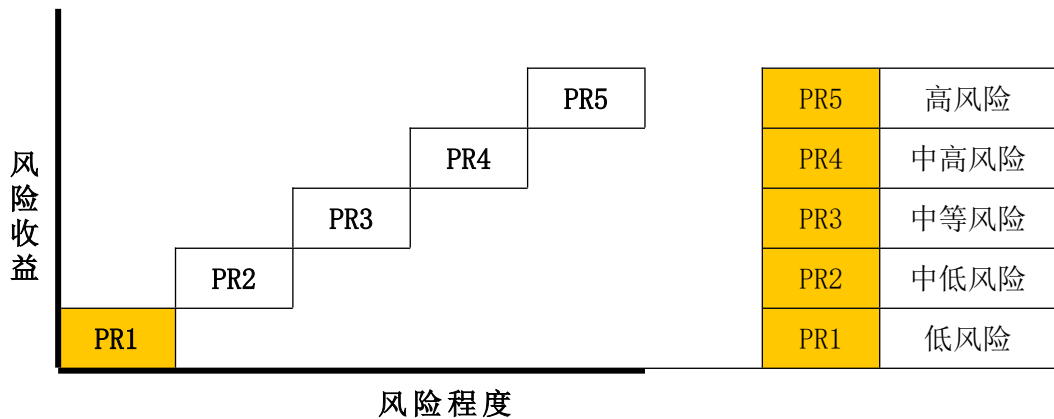 PR5
PR4
PR3
PR2
PR1
风险收益
风险程度
PR5 高风险
PR4 中高风险
PR3 中等风险
PR2 中低风险
PR1 低风险